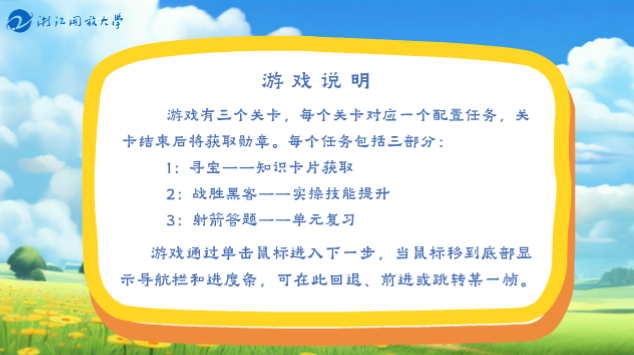 浙江开放大学
游戏说明
游戏有三个关卡，每个关卡对应一个配置任务，关
卡结束后将获取勋章。每个任务包括三部分：
1：寻宝——知识卡片获取
2：战胜黑客——实操技能提升
3：射箭答题——单元复习
游戏通过单击鼠标进入下一步，当鼠标移到底部显
示导航栏和进度条，可在此回退、前进或跳转某一帧。